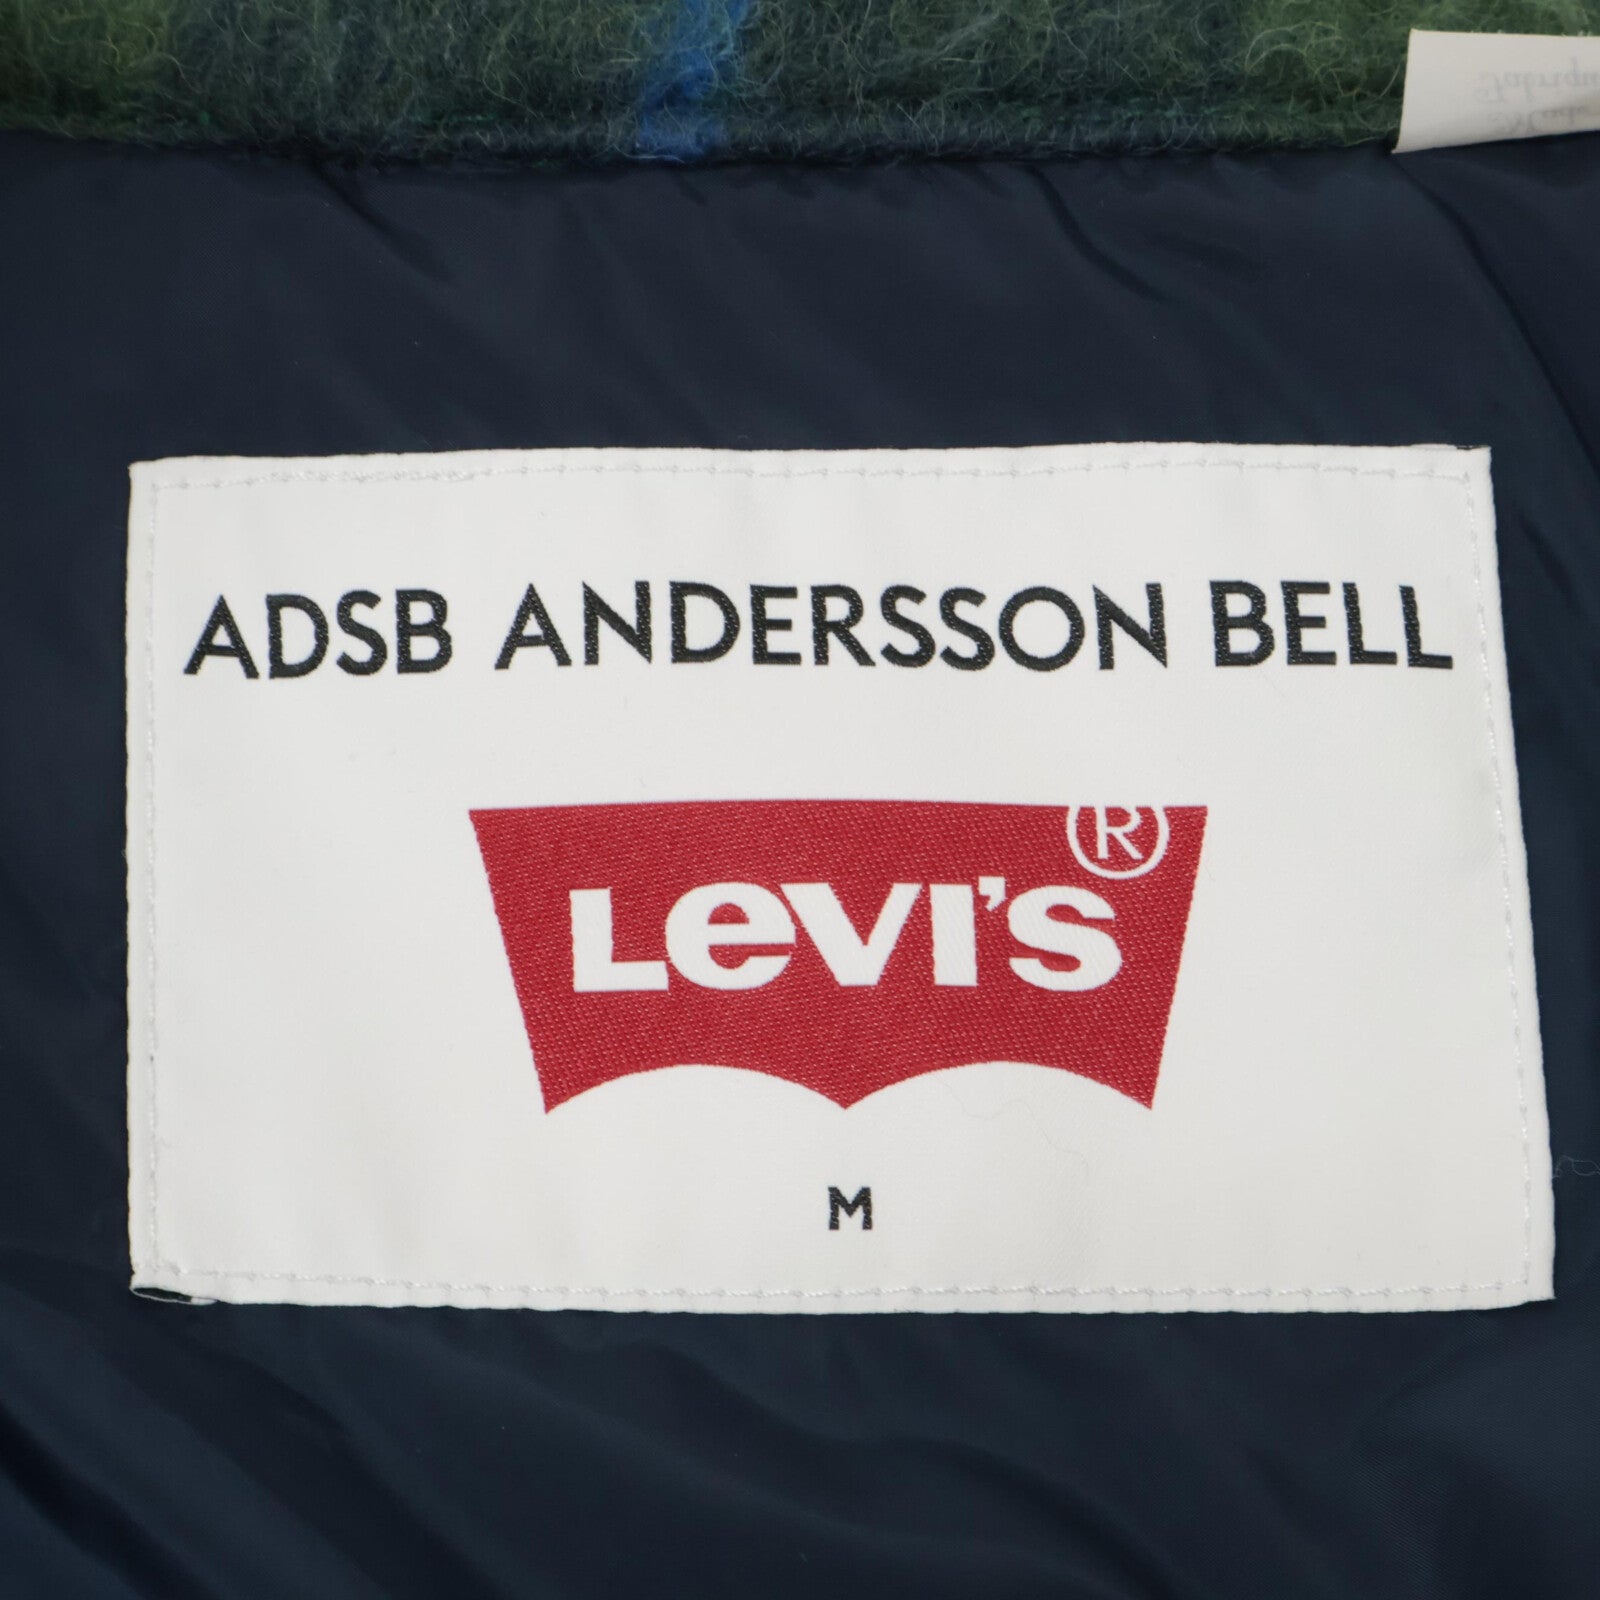 ADSB ANDERSSON BELL
LEVI'S®
M